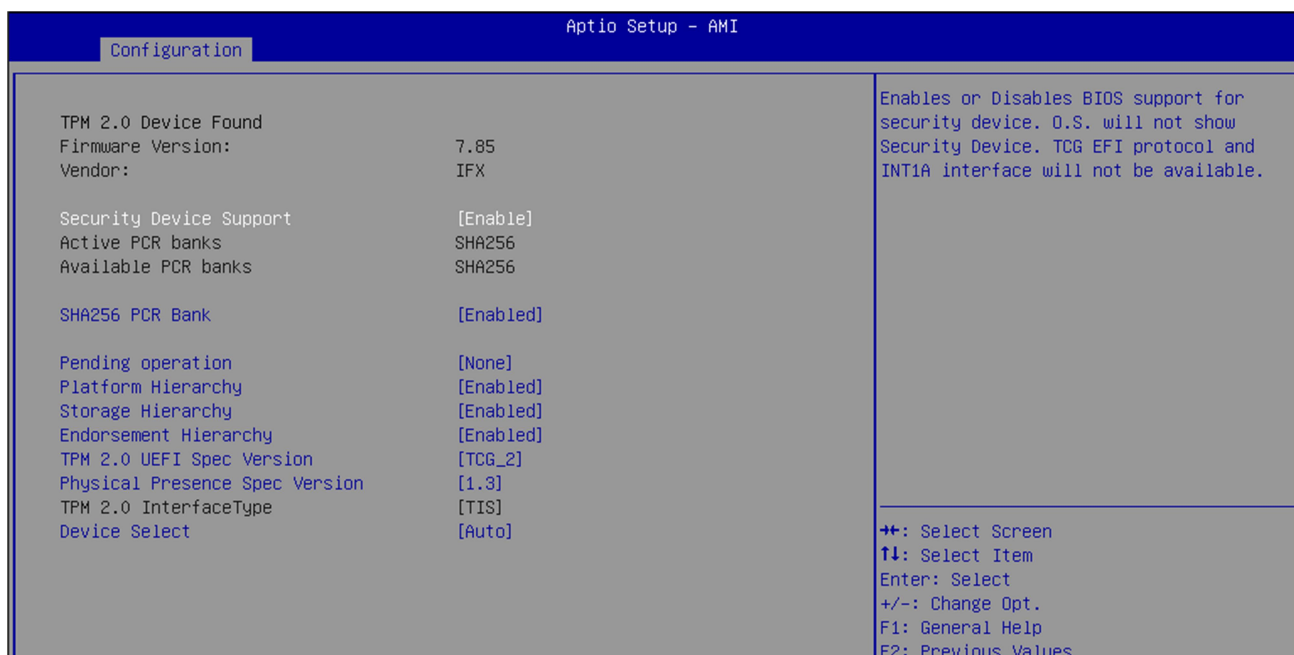 Aptio Setup – AMI
Configuration
TPM 2.0 Device Found
Firmware Version: 7.85
Vendor: IFX
Security Device Support [Enable]
Active PCR banks SHA256
Available PCR banks SHA256
SHA256 PCR Bank [Enabled]
Pending operation [None]
Platform Hierarchy [Enabled]
Storage Hierarchy [Enabled]
Endorsement Hierarchy [Enabled]
TPM 2.0 UEFI Spec Version [TCG_2]
Physical Presence Spec Version [1.3]
TPM 2.0 InterfaceType [TIS]
Device Select [Auto]
Enables or Disables BIOS support for
security device. O.S. will not show
Security Device. TCG EFI protocol and
INT1A interface will not be available.
→←: Select Screen
↑↓: Select Item
Enter: Select
+/-: Change Opt.
F1: General Help
F2: Previous Values